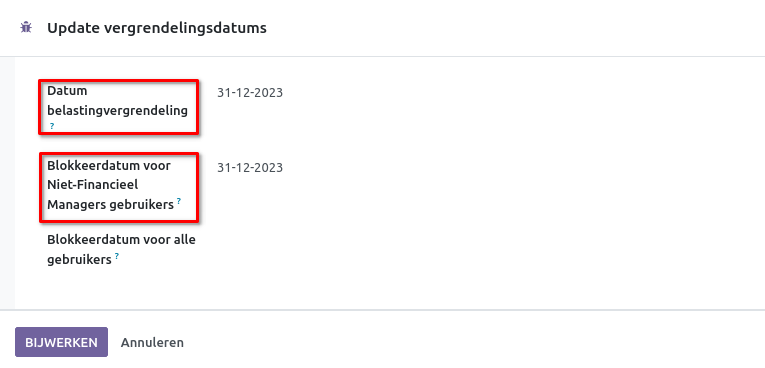 Update vergrendelingsdatums
Datum
belastingvergrendeling
?
31-12-2023
Blokkeerdatum voor
Niet-Financieel
Managers gebruikers ?
31-12-2023
Blokkeerdatum voor alle
gebruikers ?
BIJWERKEN Annuleren